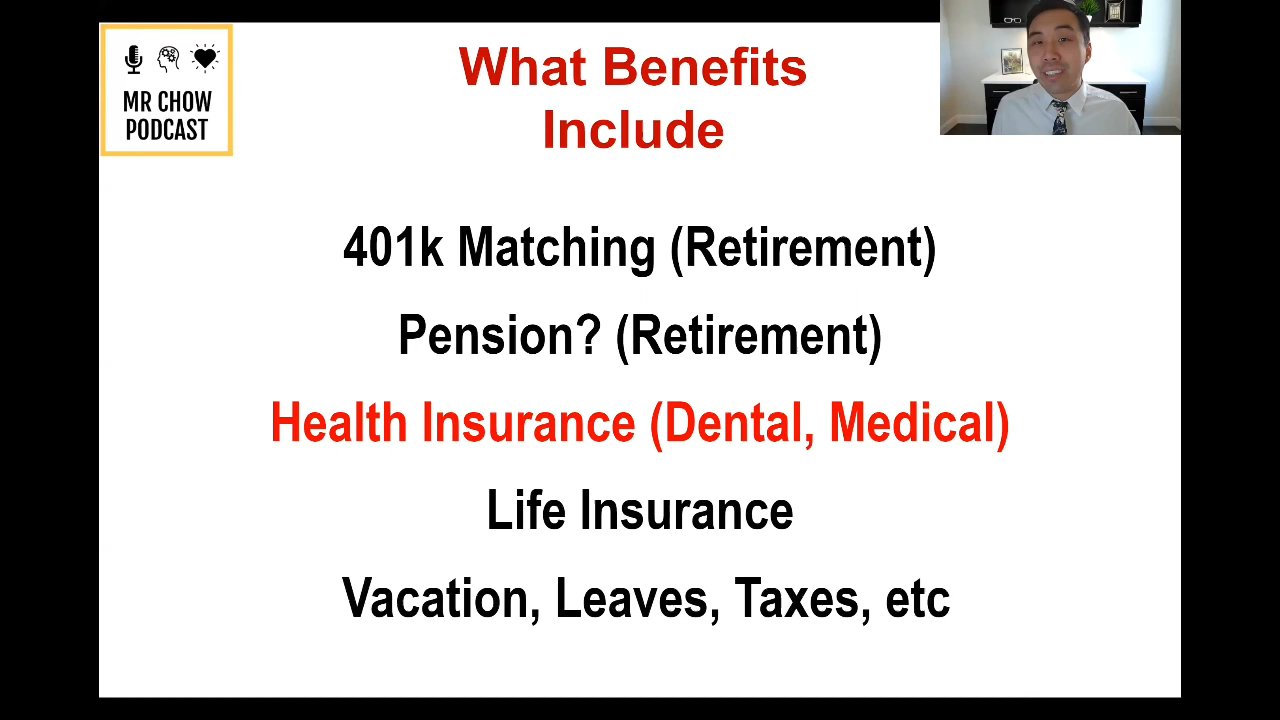 MR CHOW
PODCAST
What Benefits
Include
401k Matching (Retirement)
Pension? (Retirement)
Health Insurance (Dental, Medical)
Life Insurance
Vacation, Leaves, Taxes, etc